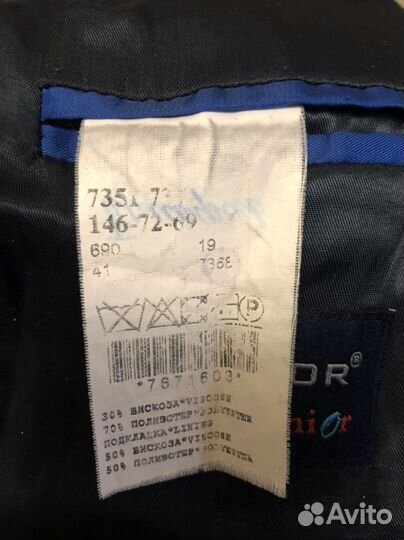 146-72-69
690 19
41 7368
P
*7671603*
30% ВИСКОЗА*VISCOSE
70% ПОЛИЭСТЕР*POLYESTER
ПОДКЛАДКА*LINING
50% ВИСКОЗА*VISCOSE
50% ПОЛИЭСТЕР*POLYESTER
®
Avito